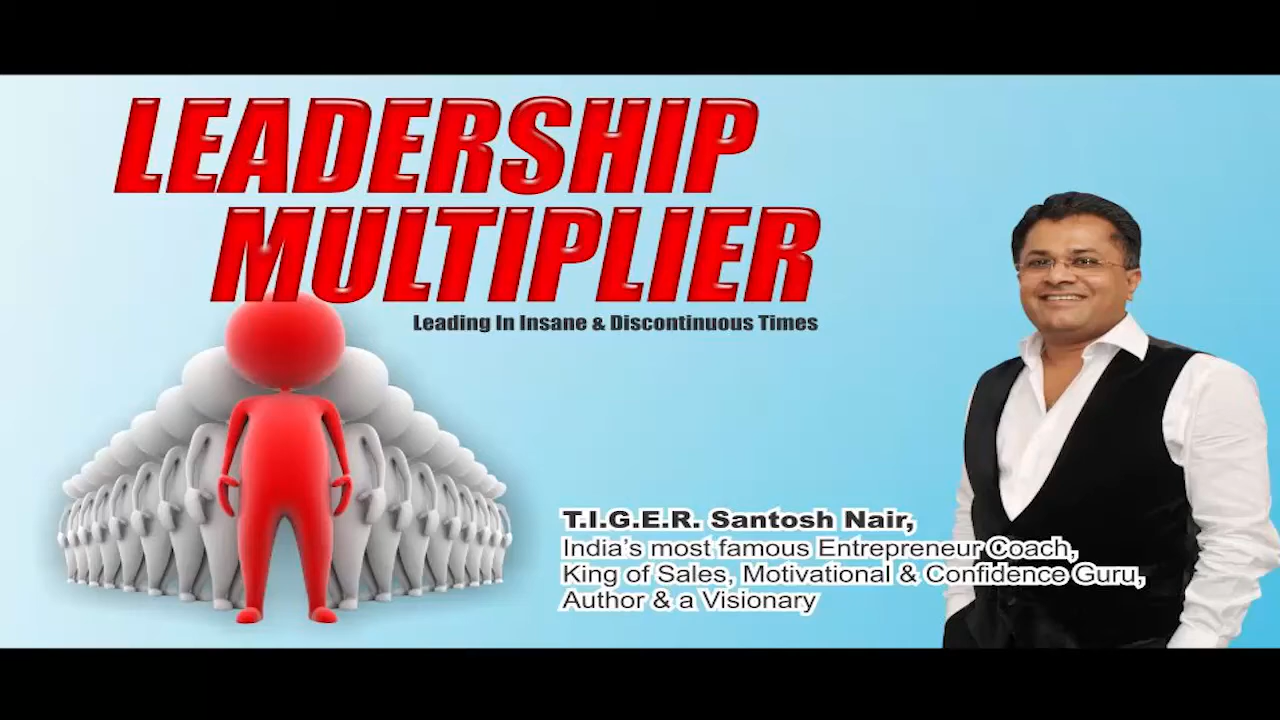 LEADERSHIP
MULTIPLIER
Leading In Insane & Discontinuous Times
T.I.G.E.R. Santosh Nair,
India's most famous Entrepreneur Coach,
King of Sales, Motivational & Confidence Guru,
Author & a Visionary